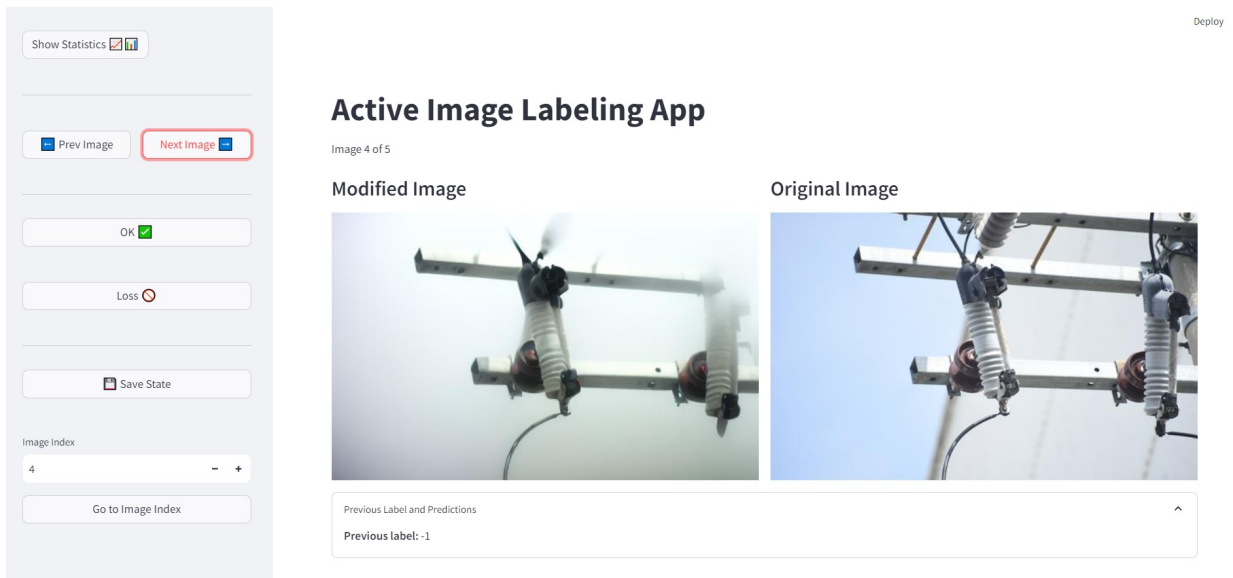 Deploy
Show Statistics 📈📊
⬅️ Prev Image
Next Image ➡️
OK ✅
Loss 🚫
💾 Save State
Image Index
4
- +
Go to Image Index
Active Image Labeling App
Image 4 of 5
Modified Image
Original Image
Previous Label and Predictions
Previous label: -1